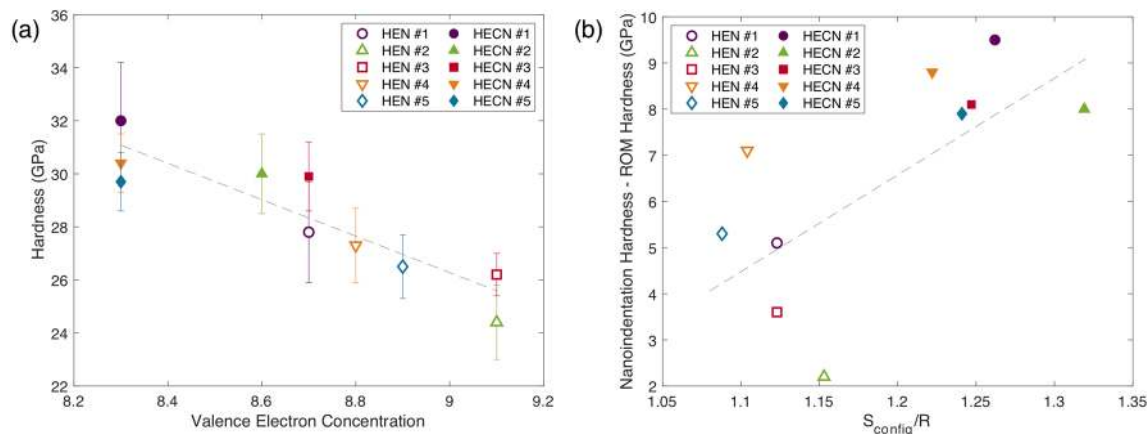 (a)
36
34
32
30
28
26
24
22
Hardness (GPa)
HEN #1 HECN #1
HEN #2 HECN #2
HEN #3 HECN #3
HEN #4 HECN #4
HEN #5 HECN #5
8.2 8.4 8.6 8.8 9 9.2
Valence Electron Concentration
(b)
10
9
8
7
6
5
4
3
2
Nanoindentation Hardness - ROM Hardness (GPa)
HEN #1 HECN #1
HEN #2 HECN #2
HEN #3 HECN #3
HEN #4 HECN #4
HEN #5 HECN #5
1.05 1.1 1.15 1.2 1.25 1.3 1.35
S_config/R